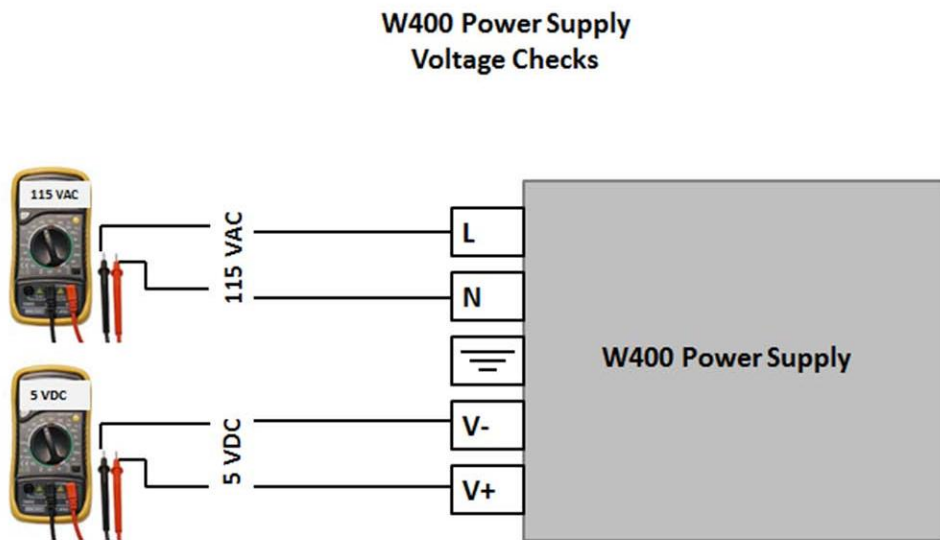 W400 Power Supply
Voltage Checks
115 VAC
115 VAC
L
N
W400 Power Supply
5 VDC
5 VDC
V-
V+